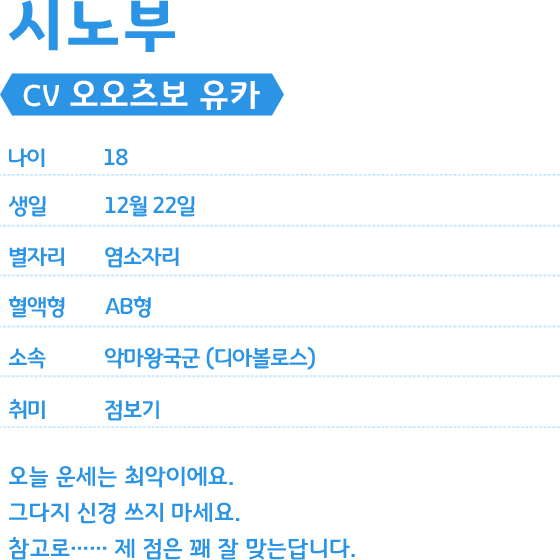 시노부
CV 오오츠보 유카
나이 18
생일 12월 22일
별자리 염소자리
혈액형 AB형
소속 악마왕국군 (디아볼로스)
취미 점보기
오늘 운세는 최악이에요.
그다지 신경 쓰지 마세요.
참고로…… 제 점은 꽤 잘 맞는답니다.